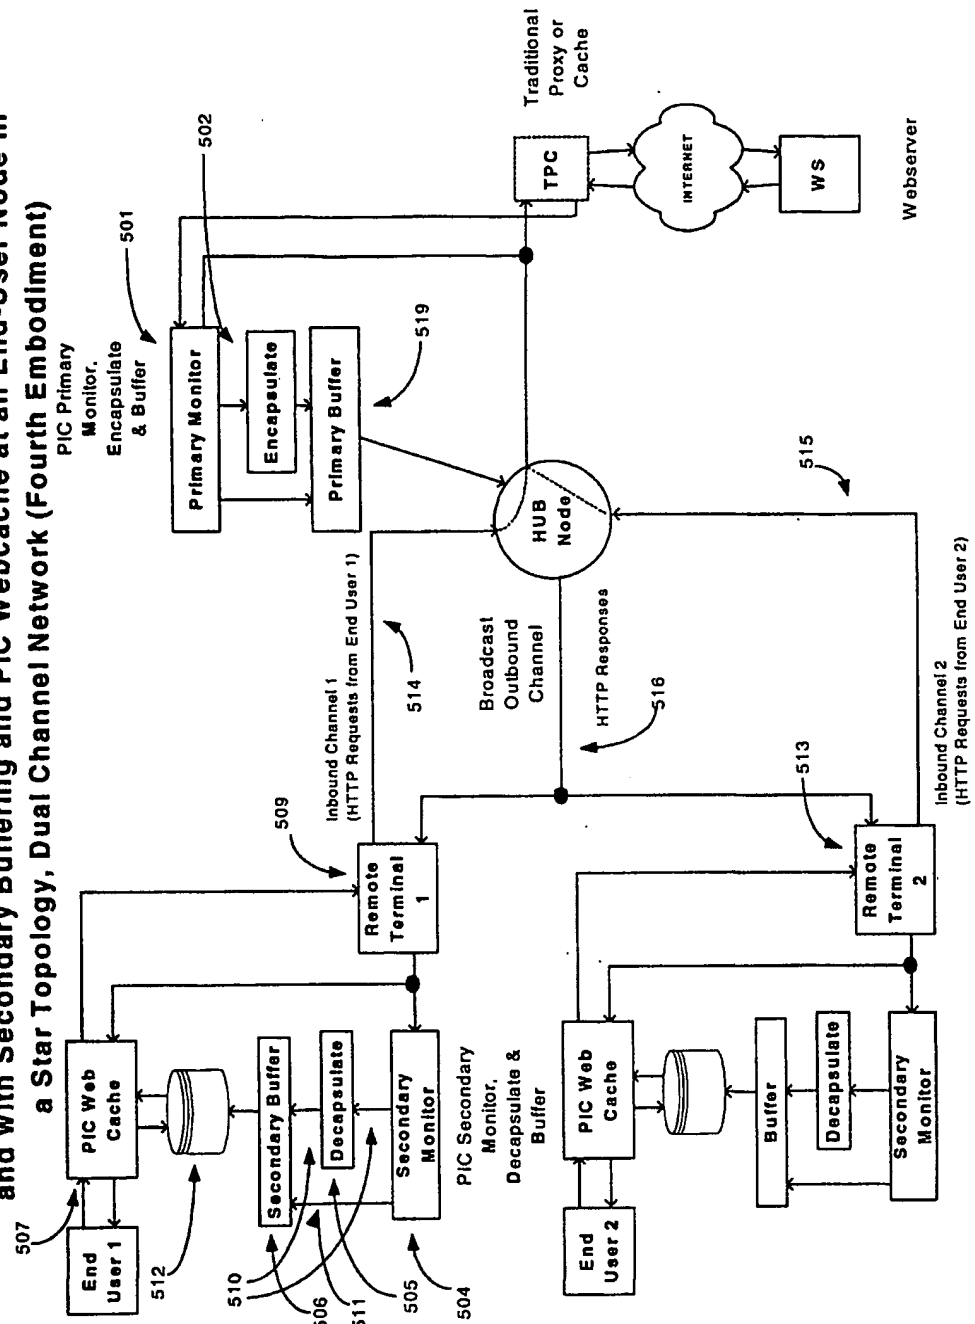 and With Secondary Buffering and PIC Webcache at an End-User Node in
a Star Topology, Dual Channel Network (Fourth Embodiment)
507
End
User 1
PIC Web
Cache
512
510
506
511
505
504
Secondary Buffer
Decapsulate
Secondary
Monitor
509
Remote
Terminal
1
Inbound Channel 1
(HTTP Requests from End User 1)
514
PIC Primary
Monitor,
Encapsulate
& Buffer
501
502
Primary Monitor
Encapsulate
Primary Buffer
519
Traditional
Proxy or
Cache
TPC
INTERNET
WS
Webserver
HUB
Node
Broadcast
Outbound
Channel
HTTP Responses
516
515
PIC Secondary
Monitor,
Decapsulate &
Buffer
End
User 2
PIC Web
Cache
Buffer
Decapsulate
Secondary
Monitor
513
Remote
Terminal
2
Inbound Channel 2
(HTTP Requests from End User 2)